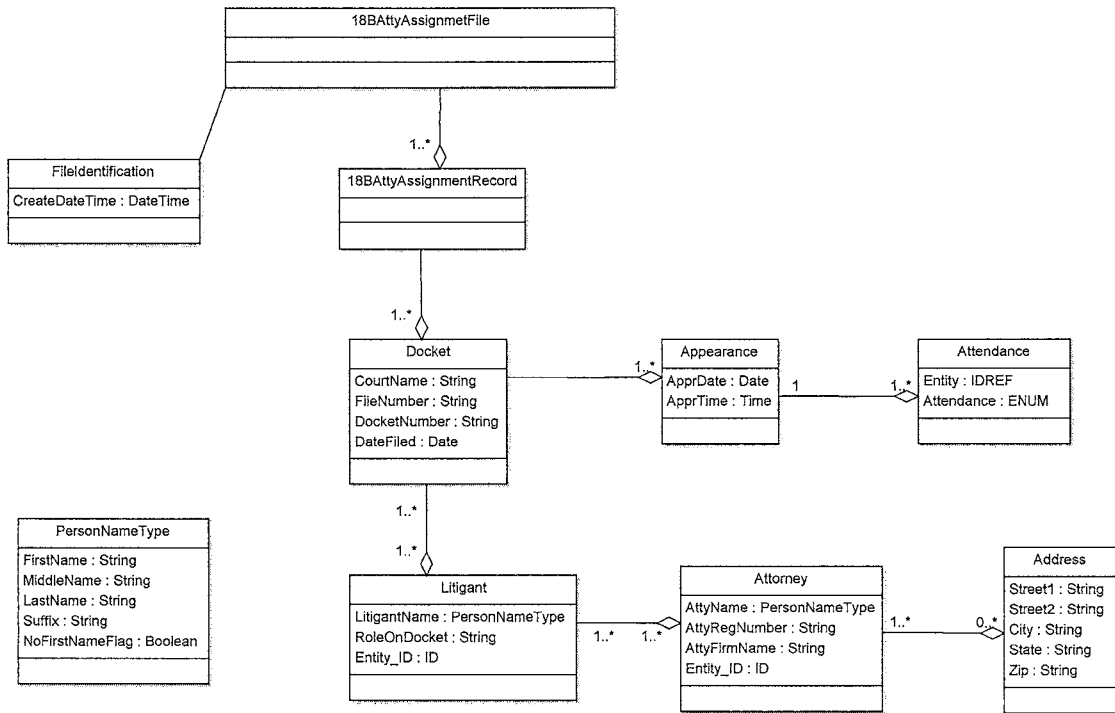 18BAttyAssignmetFile
1..*
FileIdentification
CreateDateTime : DateTime
18BAttyAssignmentRecord
1..*
Docket
CourtName : String
FileNumber : String
DocketNumber : String
DateFiled : Date
1..*
Appearance
ApprDate : Date
ApprTime : Time
1
1..*
Attendance
Entity : IDREF
Attendance : ENUM
1..*
1..*
PersonNameType
FirstName : String
MiddleName : String
LastName : String
Suffix : String
NoFirstNameFlag : Boolean
Litigant
LitigantName : PersonNameType
RoleOnDocket : String
Entity_ID : ID
1..*
1..*
Attorney
AttyName : PersonNameType
AttyRegNumber : String
AttyFirmName : String
Entity_ID : ID
1..*
0..*
Address
Street1 : String
Street2 : String
City : String
State : String
Zip : String